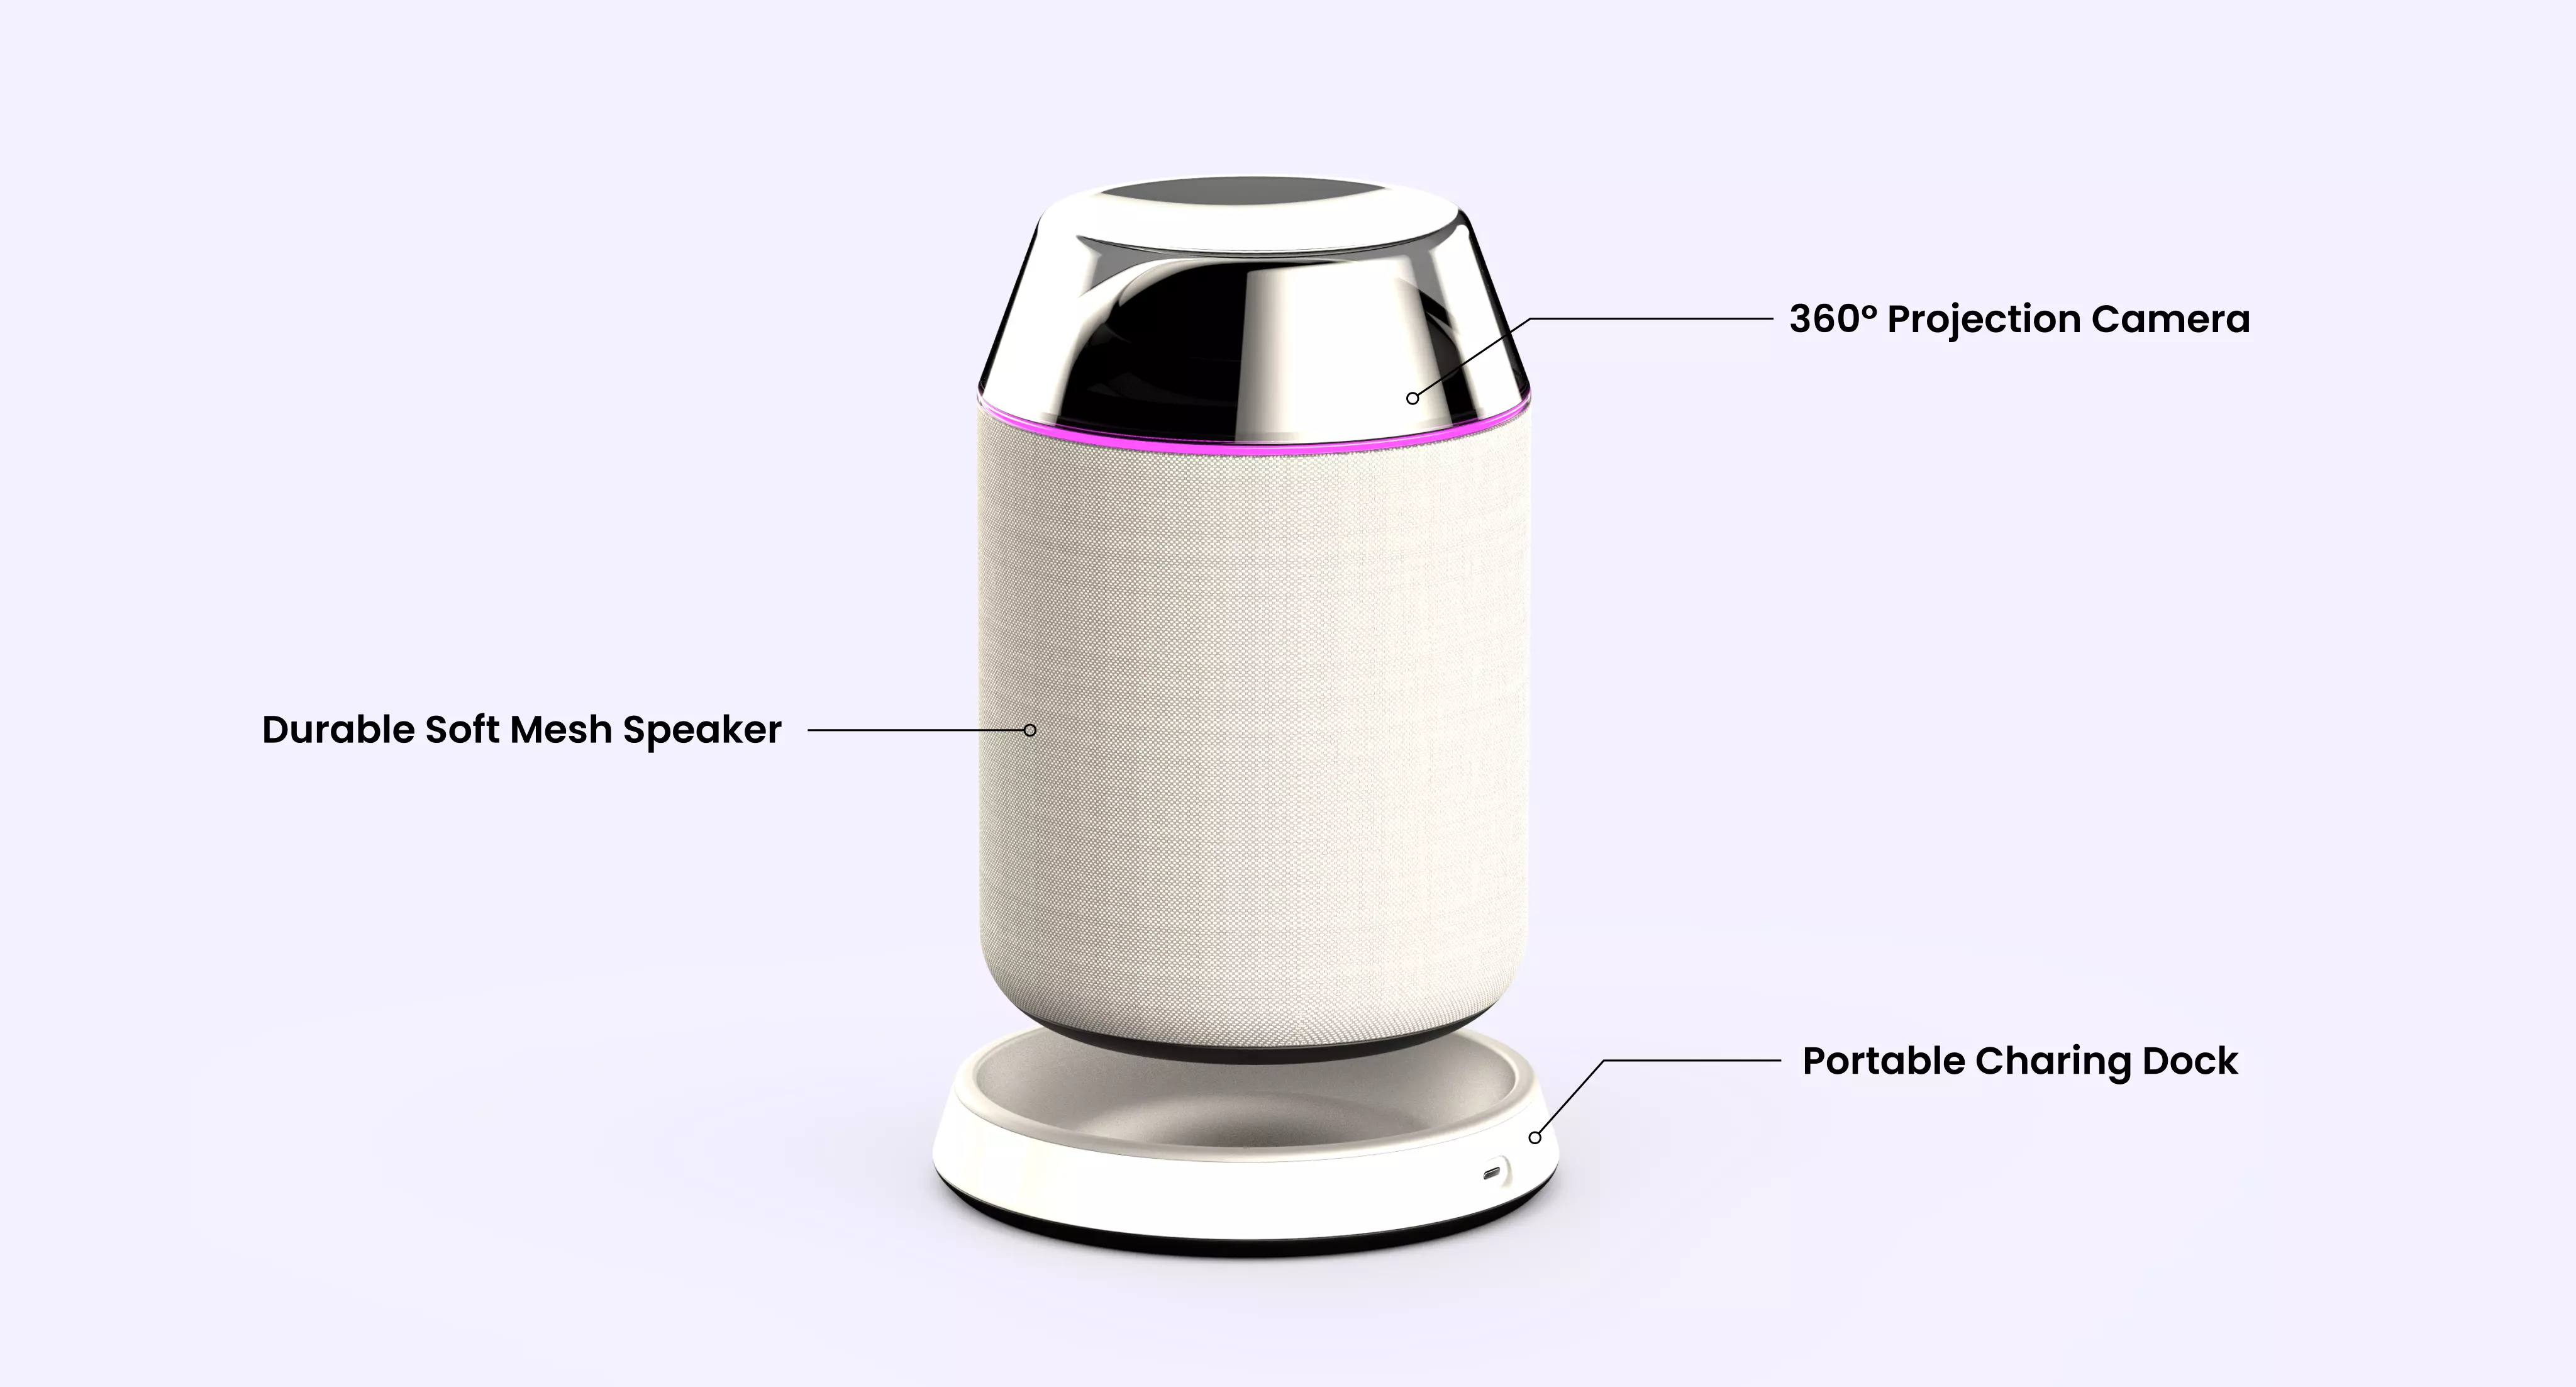 360° Projection Camera
Durable Soft Mesh Speaker
Portable Charing Dock